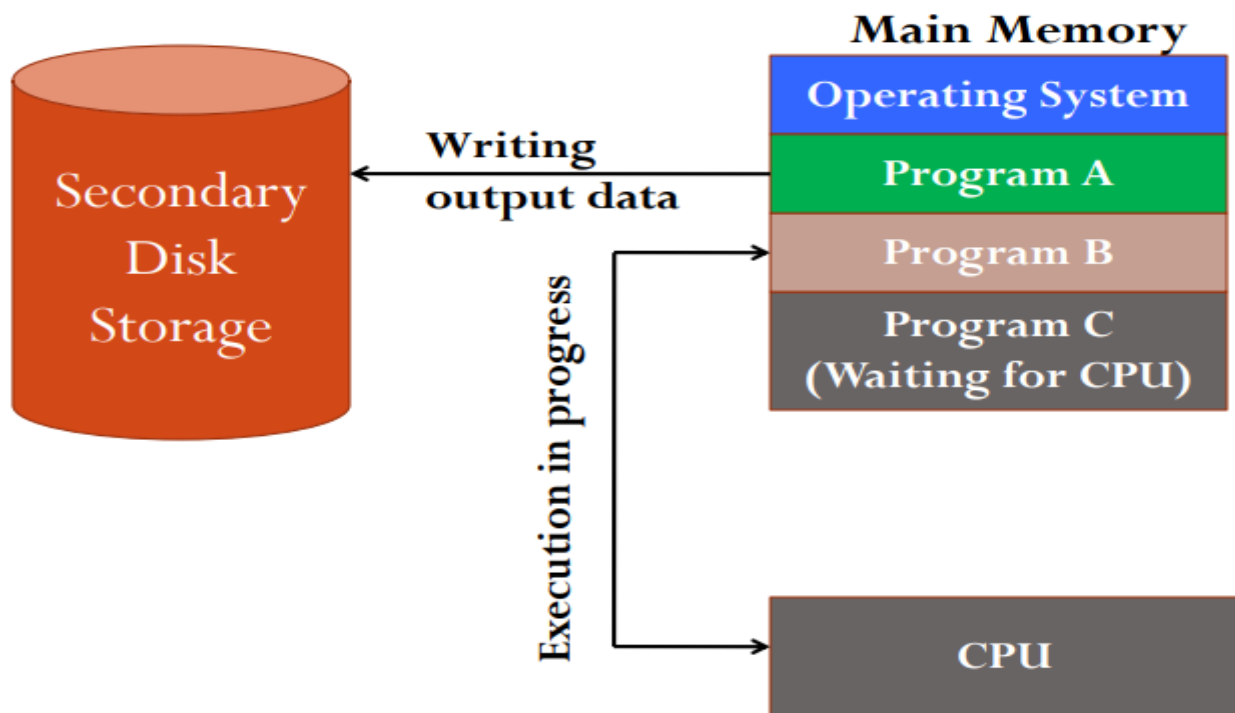 Main Memory
Operating System
Writing
output data
Program A
Secondary
Disk
Storage
Program B
Execution in progress
Program C
(Waiting for CPU)
CPU